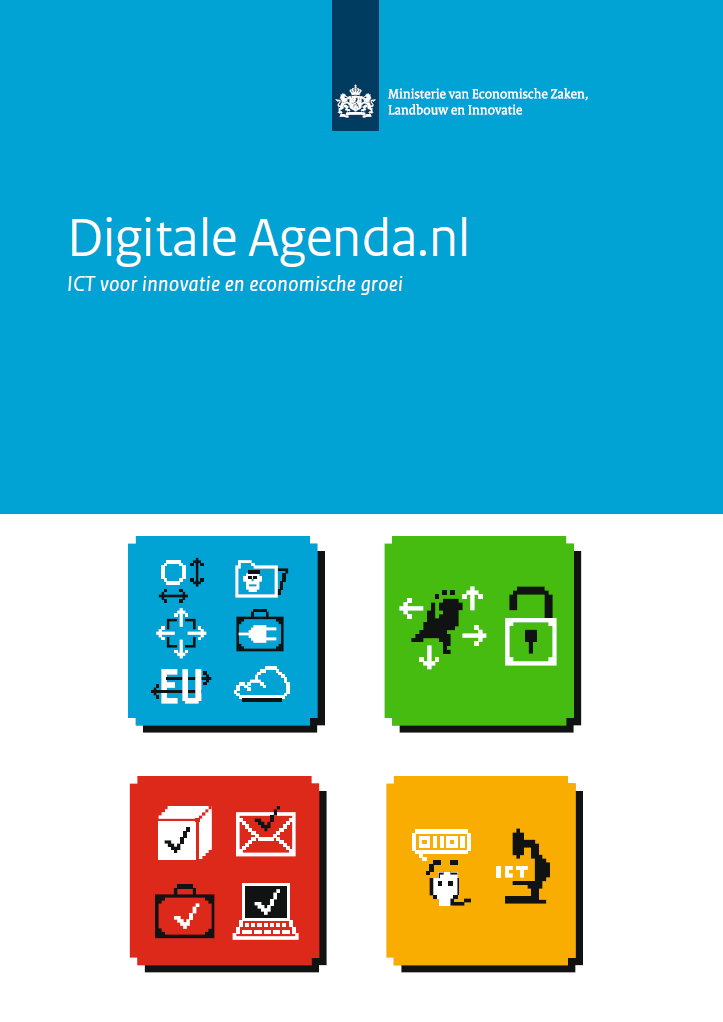 Ministerie van Economische Zaken,
Landbouw en Innovatie
Digitale Agenda.nl
ICT voor innovatie en economische groei
EU
ICT